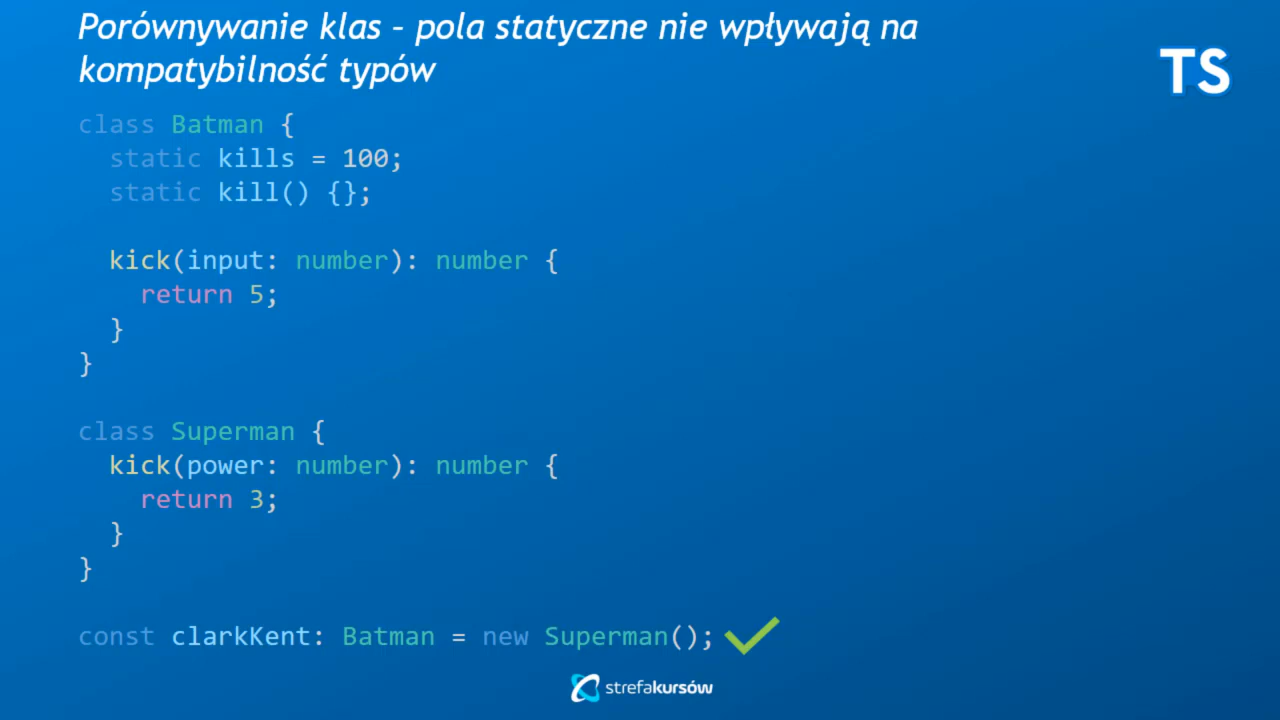 Porównywanie klas – pola statyczne nie wpływają na
kompatybilność typów
TS
class Batman {
  static kills = 100;
  static kill() {};

  kick(input: number): number {
    return 5;
  }
}

class Superman {
  kick(power: number): number {
    return 3;
  }
}

const clarkKent: Batman = new Superman();
strefakursów